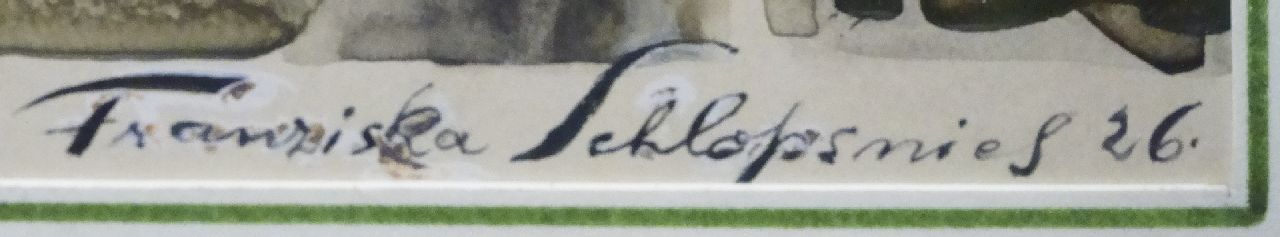 Franziska Schlopsnies 26.